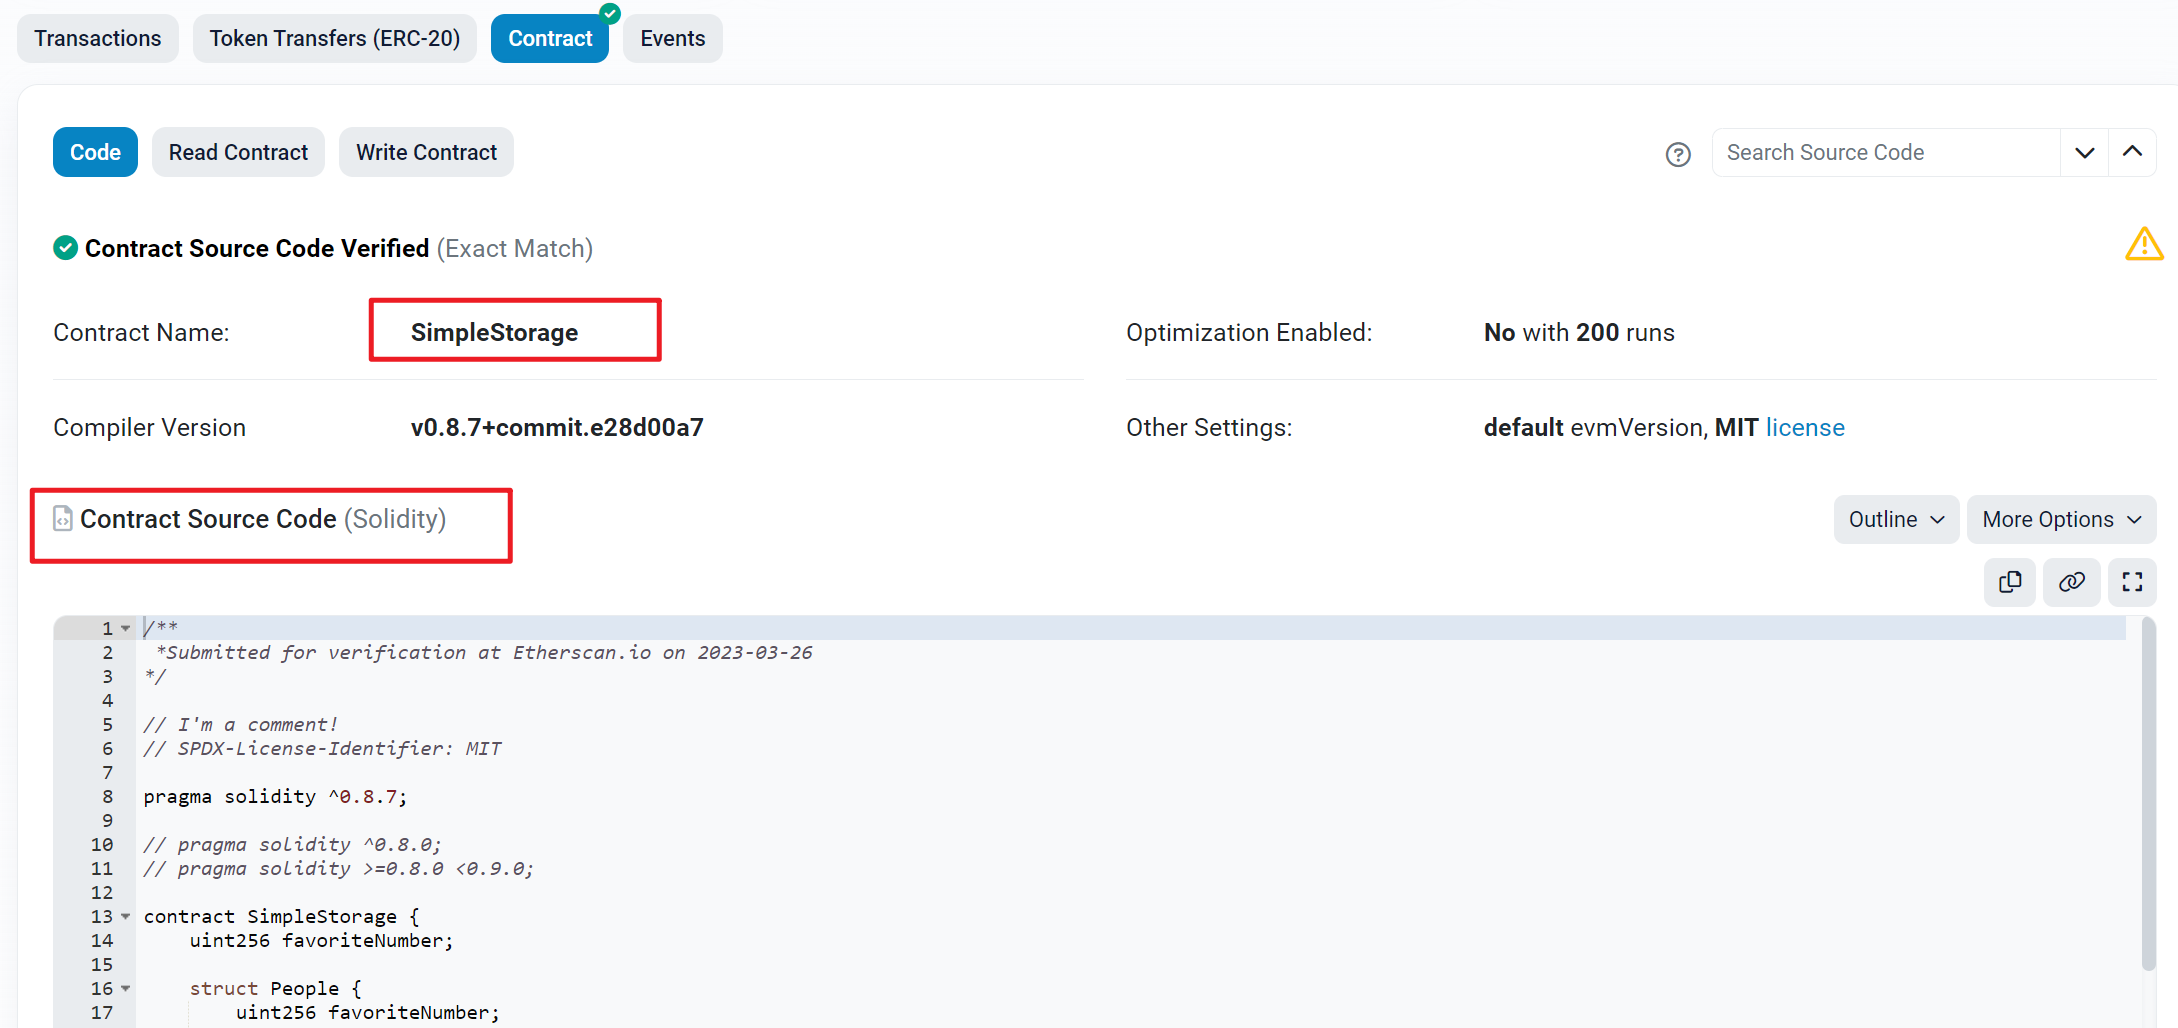 Transactions Token Transfers (ERC-20) Contract Events
Code Read Contract Write Contract Search Source Code
Contract Source Code Verified (Exact Match)
Contract Name: SimpleStorage Optimization Enabled: No with 200 runs
Compiler Version v0.8.7+commit.e28d00a7 Other Settings: default evmVersion, MIT license
Contract Source Code (Solidity) Outline More Options
1 /**
2 *Submitted for verification at Etherscan.io on 2023-03-26
3 */
4
5 // I'm a comment!
6 // SPDX-License-Identifier: MIT
7
8 pragma solidity ^0.8.7;
9
10 // pragma solidity ^0.8.0;
11 // pragma solidity >=0.8.0 <0.9.0;
12
13 contract SimpleStorage {
14 uint256 favoriteNumber;
15
16 struct People {
17 uint256 favoriteNumber;